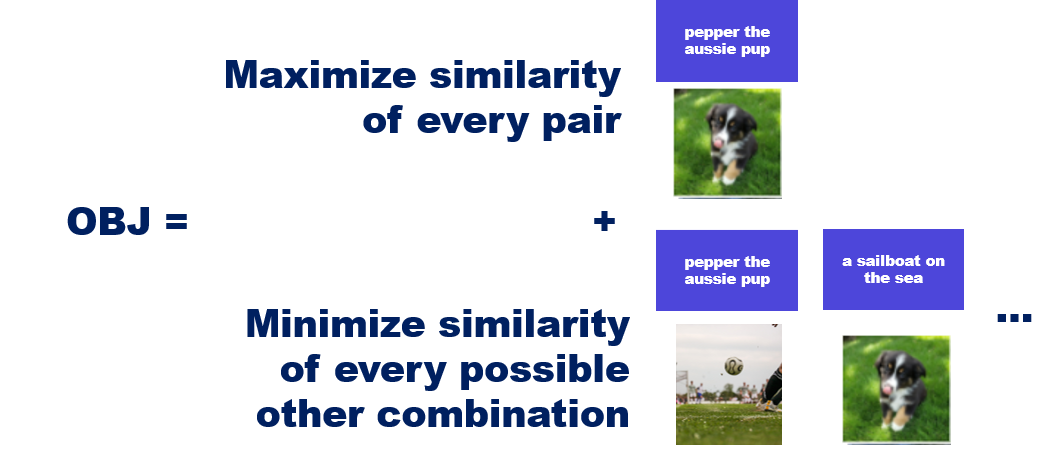 pepper the
aussie pup
Maximize similarity
of every pair
OBJ =
+
pepper the
aussie pup
a sailboat on
the sea
...
Minimize similarity
of every possible
other combination